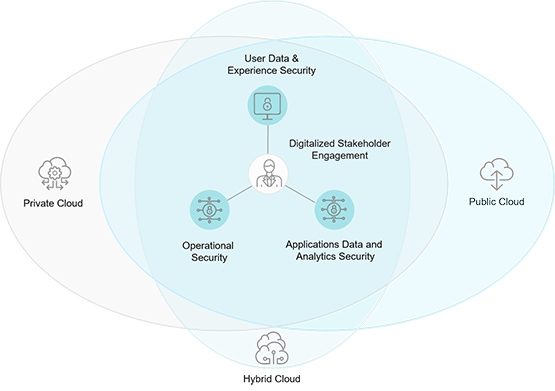 User Data &
Experience Security
Digitalized Stakeholder
Engagement
Private Cloud
Public Cloud
Operational
Security
Applications Data and
Analytics Security
Hybrid Cloud